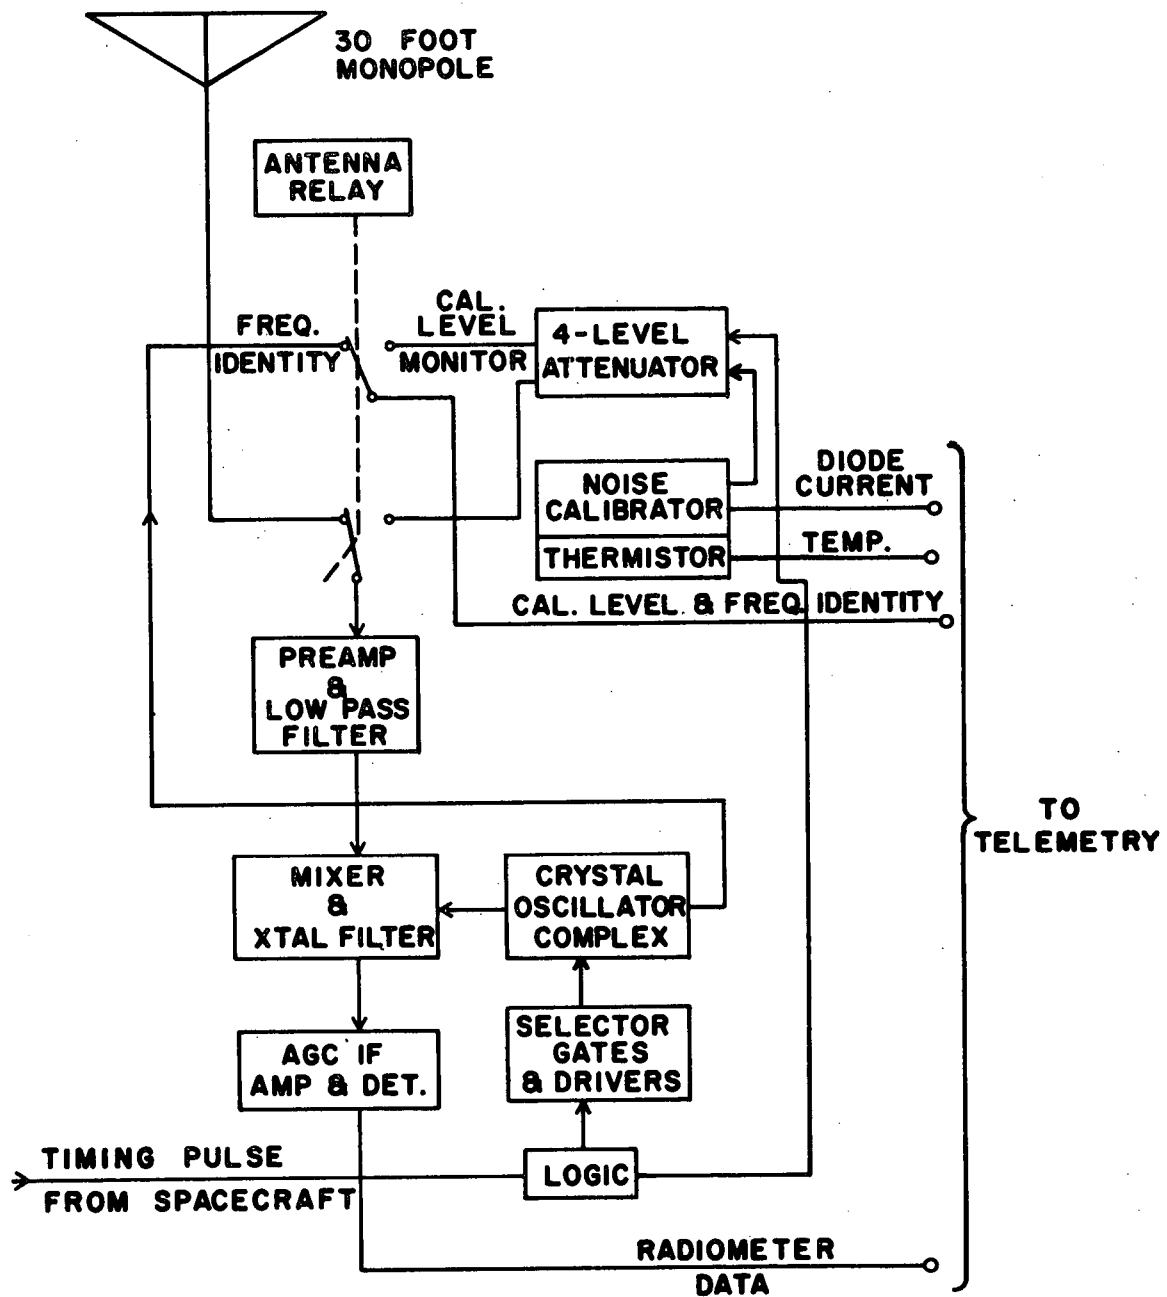 30 FOOT
MONOPOLE
ANTENNA
RELAY
FREQ.
IDENTITY
CAL.
LEVEL
MONITOR
4-LEVEL
ATTENUATOR
NOISE
CALIBRATOR
THERMISTOR
DIODE
CURRENT
TEMP.
CAL. LEVEL & FREQ. IDENTITY
PREAMP
&
LOW PASS
FILTER
TO
TELEMETRY
MIXER
&
XTAL FILTER
CRYSTAL
OSCILLATOR
COMPLEX
AGC IF
AMP & DET.
SELECTOR
GATES
& DRIVERS
TIMING PULSE
FROM SPACECRAFT
LOGIC
RADIOMETER
DATA